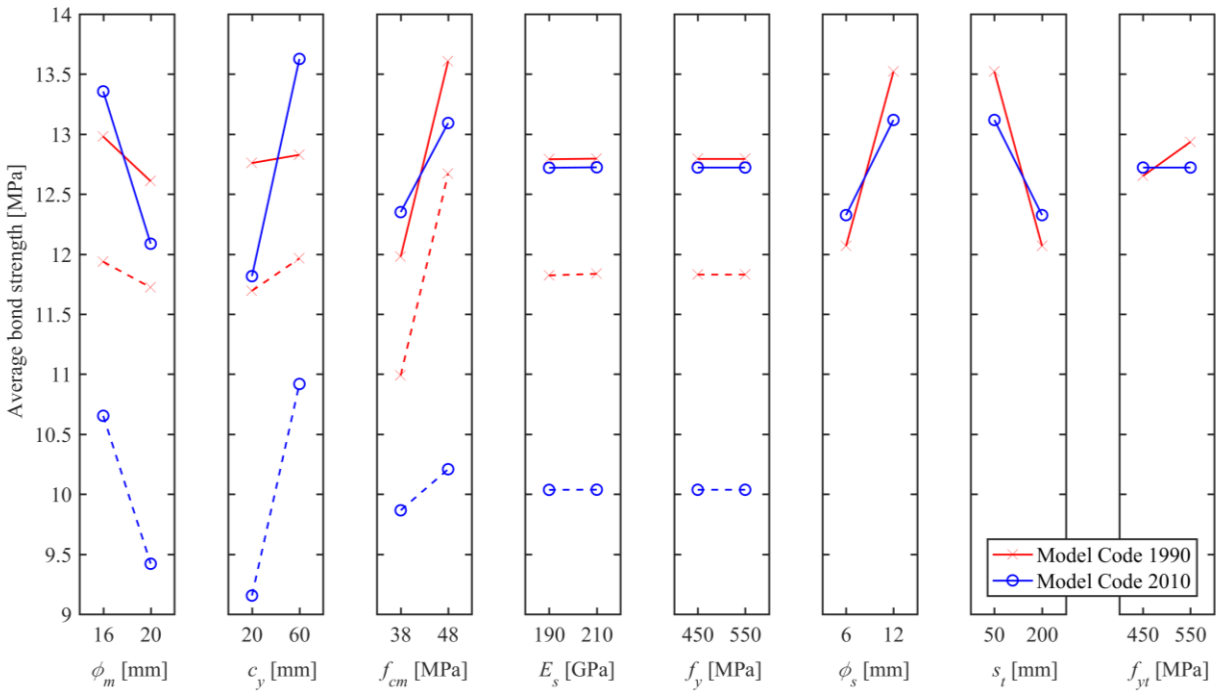 Average bond strength [MPa]
14
13.5
13
12.5
12
11.5
11
10.5
10
9.5
9
16 20
ϕm [mm]
20 60
cy [mm]
38 48
fcm [MPa]
190 210
Es [GPa]
450 550
fy [MPa]
6 12
ϕs [mm]
50 200
st [mm]
450 550
fyt [MPa]
Model Code 1990
Model Code 2010